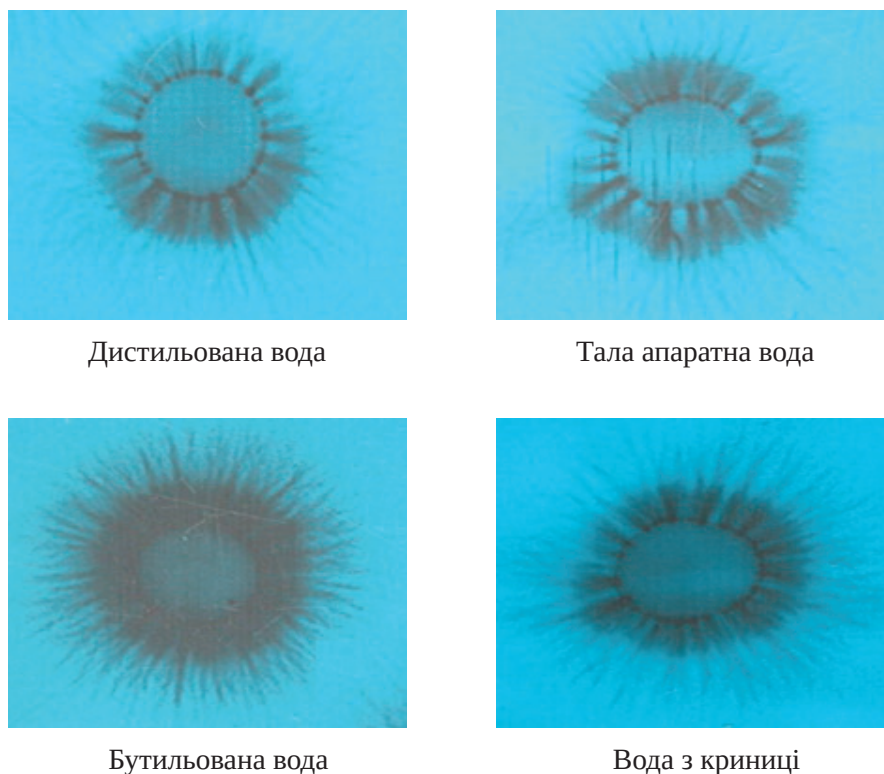 Дистильована вода
Тала апаратна вода
Бутильована вода
Вода з криниці